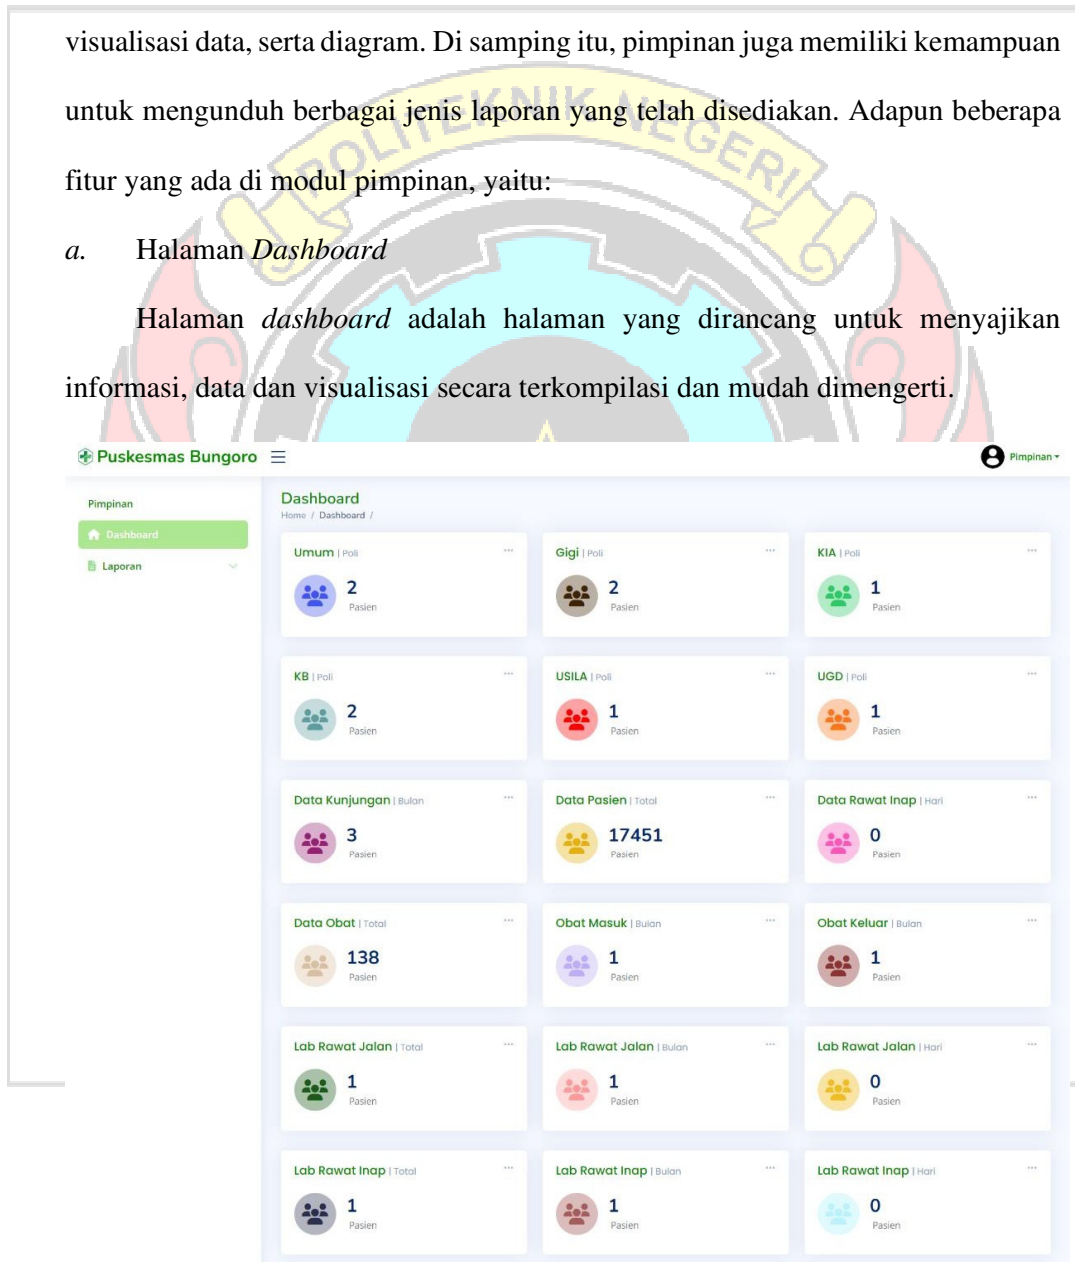 visualisasi data, serta diagram. Di samping itu, pimpinan juga memiliki kemampuan
untuk mengunduh berbagai jenis laporan yang telah disediakan. Adapun beberapa
fitur yang ada di modul pimpinan, yaitu:
POLITEKNIK NEGERI
a. Halaman Dashboard
Halaman dashboard adalah halaman yang dirancang untuk menyajikan
informasi, data dan visualisasi secara terkompilasi dan mudah dimengerti.
Puskesmas Bungoro
Pimpinan
Pimpinan
Dashboard
Laporan
Dashboard
Home / Dashboard /
Umum | Poli
2
Pasien
Gigi | Poli
2
Pasien
KIA | Poli
1
Pasien
KB | Poli
2
Pasien
USILA | Poli
1
Pasien
UGD | Poli
1
Pasien
Data Kunjungan | Bulan
3
Pasien
Data Pasien | Total
17451
Pasien
Data Rawat Inap | Hari
0
Pasien
Data Obat | Total
138
Pasien
Obat Masuk | Bulan
1
Pasien
Obat Keluar | Bulan
1
Pasien
Lab Rawat Jalan | Total
1
Pasien
Lab Rawat Jalan | Bulan
1
Pasien
Lab Rawat Jalan | Hari
0
Pasien
Lab Rawat Inap | Total
1
Pasien
Lab Rawat Inap | Bulan
1
Pasien
Lab Rawat Inap | Hari
0
Pasien